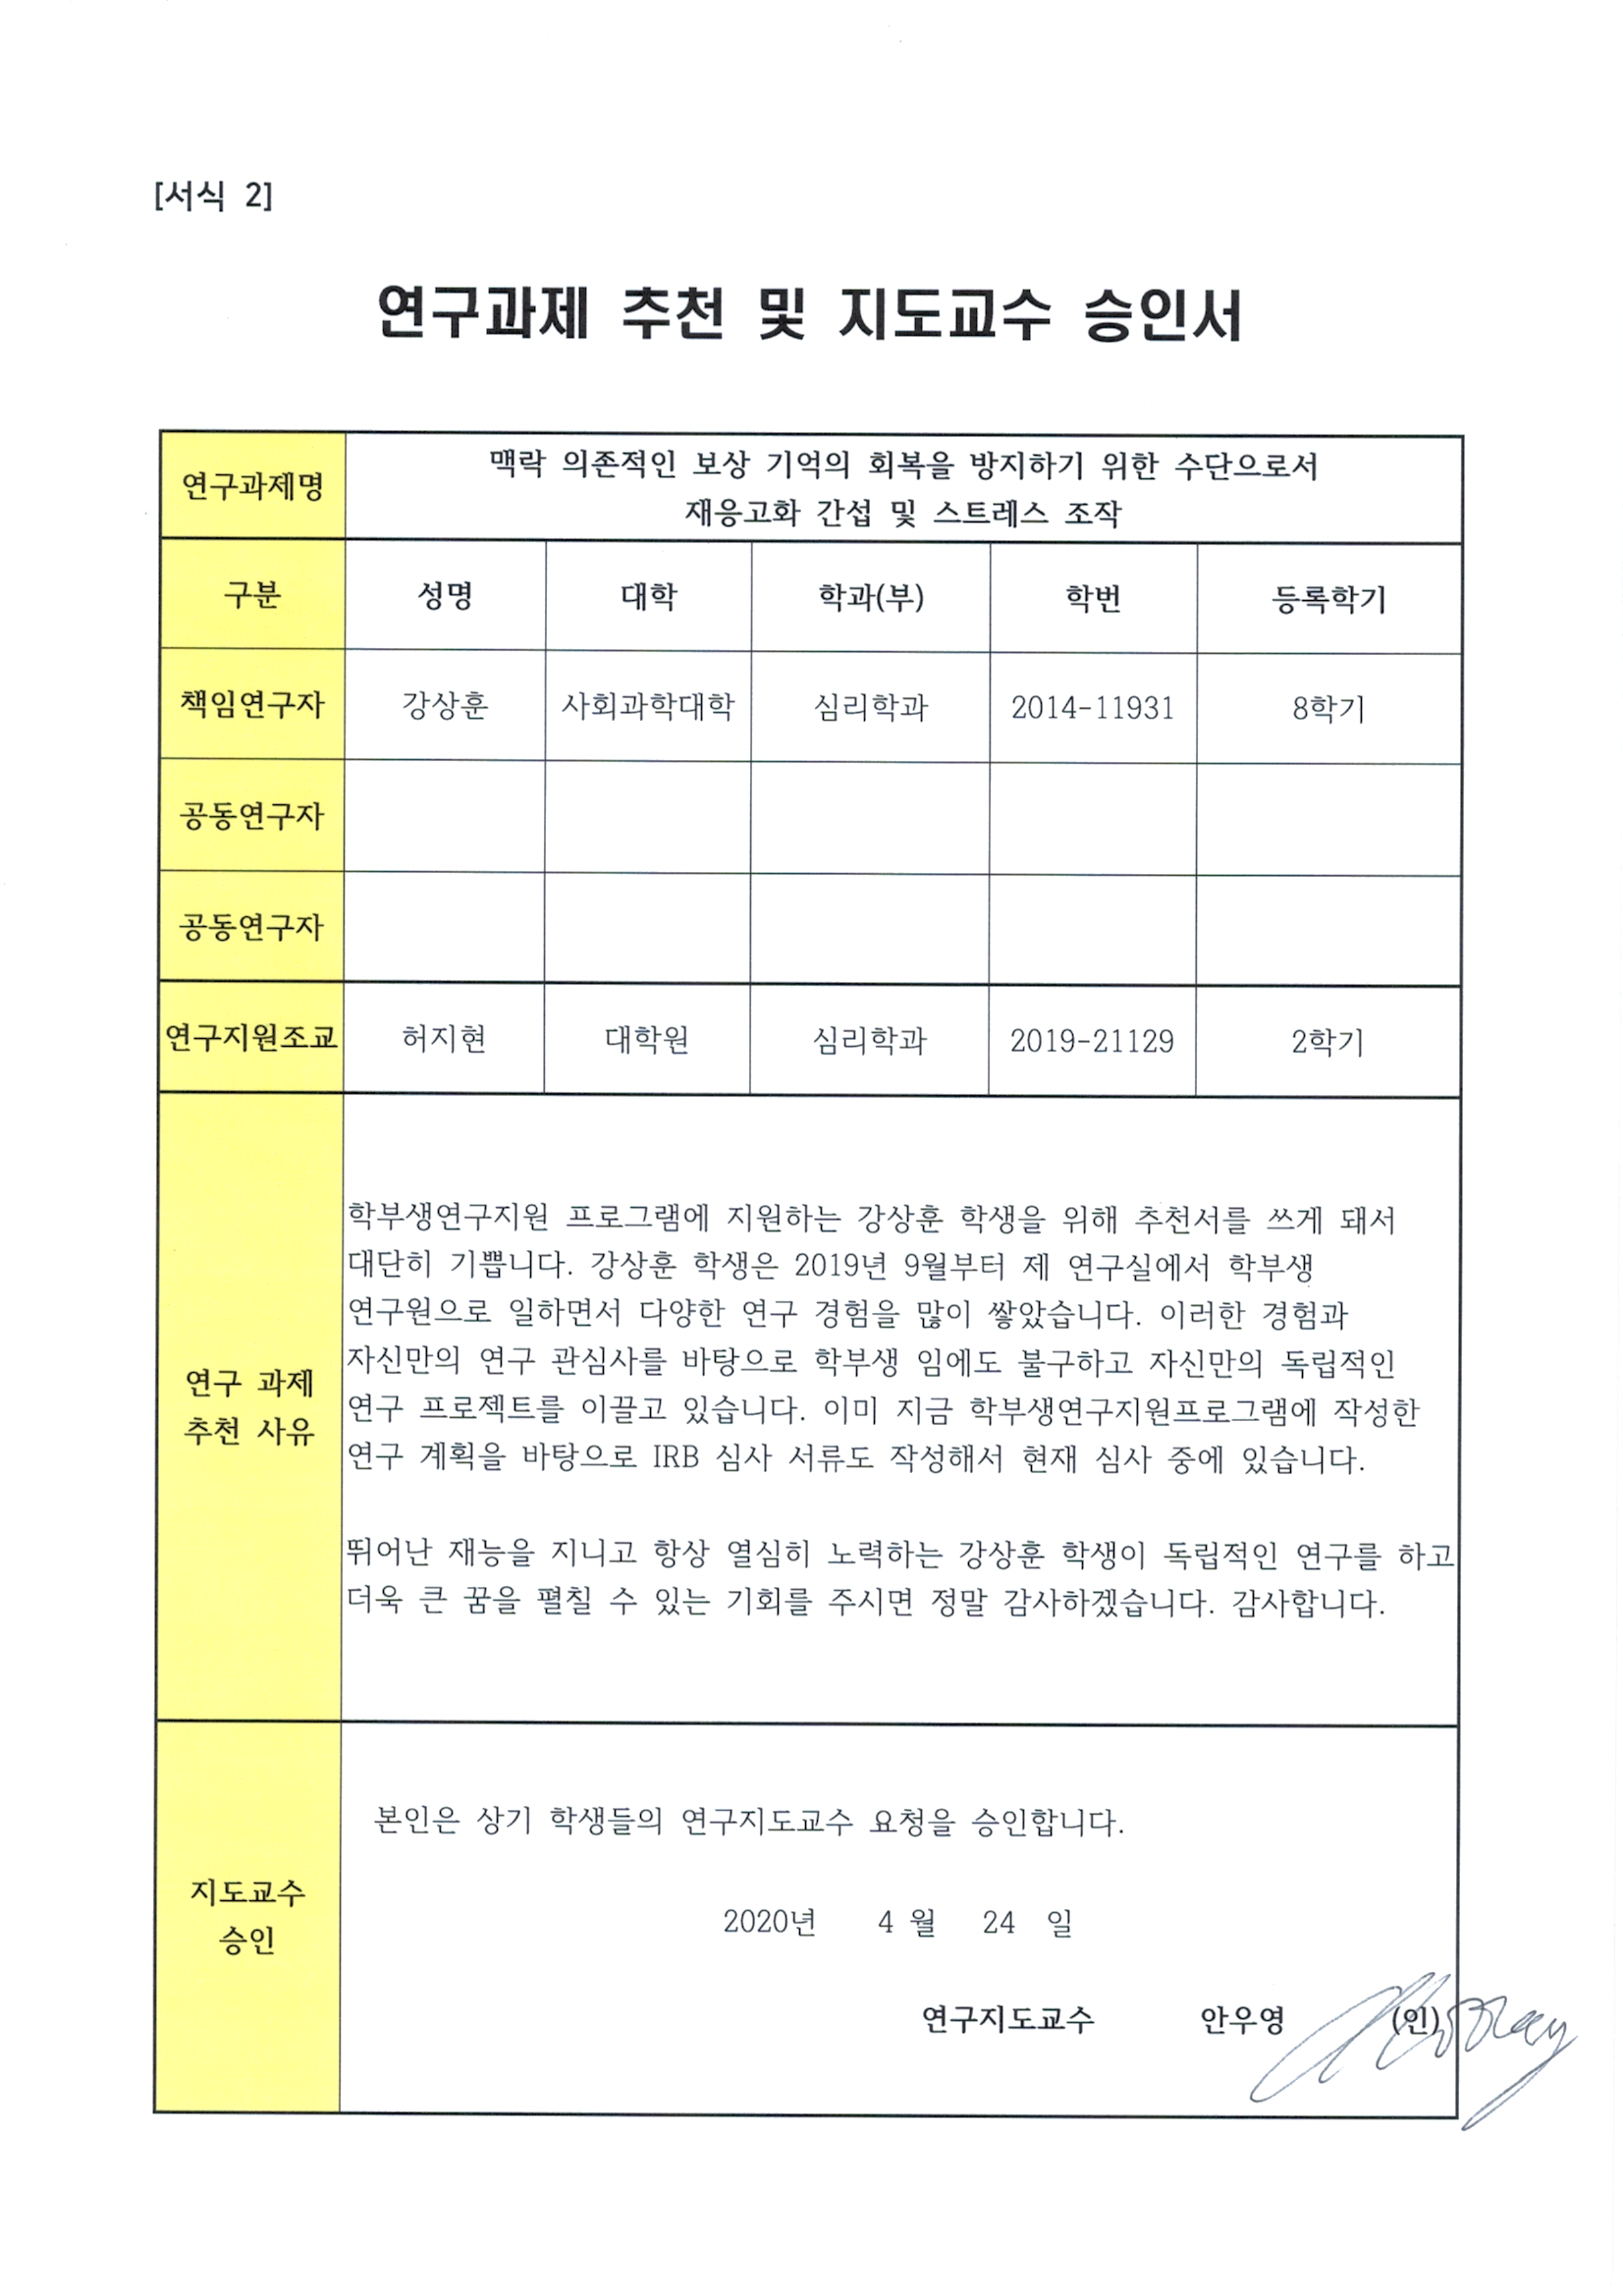 [서식 2]
연구과제 추천 및 지도교수 승인서
연구과제명
맥락 의존적인 보상 기억의 회복을 방지하기 위한 수단으로서
재응고화 간섭 및 스트레스 조작
구분 성명 대학 학과(부) 학번 등록학기
책임연구자 강상훈 사회과학대학 심리학과 2014-11931 8학기
공동연구자
공동연구자
연구지원조교 허지현 대학원 심리학과 2019-21129 2학기
연구 과제
추천 사유
학부생연구지원 프로그램에 지원하는 강상훈 학생을 위해 추천서를 쓰게 돼서
대단히 기쁩니다. 강상훈 학생은 2019년 9월부터 제 연구실에서 학부생
연구원으로 일하면서 다양한 연구 경험을 많이 쌓았습니다. 이러한 경험과
자신만의 연구 관심사를 바탕으로 학부생 임에도 불구하고 자신만의 독립적인
연구 프로젝트를 이끌고 있습니다. 이미 지금 학부생연구지원프로그램에 작성한
연구 계획을 바탕으로 IRB 심사 서류도 작성해서 현재 심사 중에 있습니다.
뛰어난 재능을 지니고 항상 열심히 노력하는 강상훈 학생이 독립적인 연구를 하고
더욱 큰 꿈을 펼칠 수 있는 기회를 주시면 정말 감사하겠습니다. 감사합니다.
지도교수
승인
본인은 상기 학생들의 연구지도교수 요청을 승인합니다.
2020년 4 월 24 일
연구지도교수 안우영 (인)